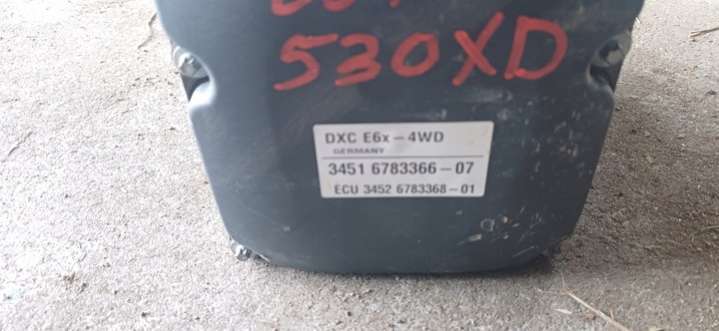 530XD
DXC E6x-4WD
GERMANY
3451 6783366-07
ECU 3452 6783368-01